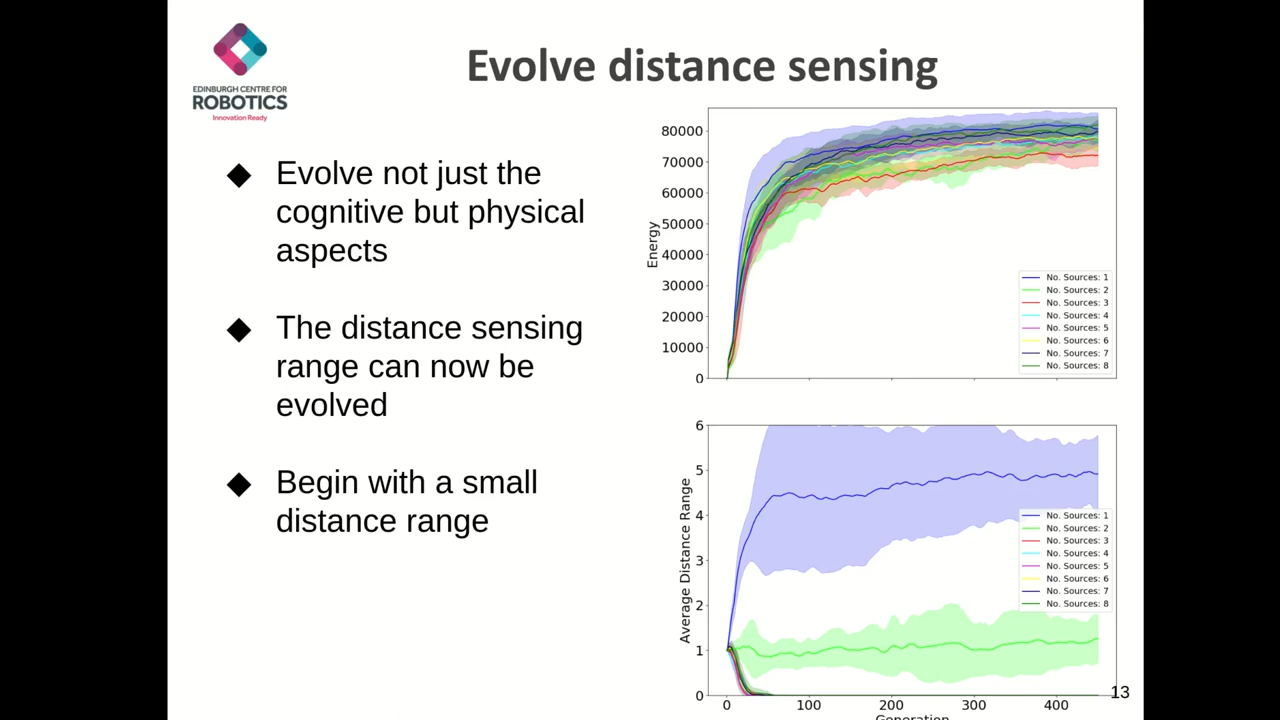 EDINBURGH CENTRE FOR
ROBOTICS
Innovation Ready
Evolve distance sensing
◆ Evolve not just the
cognitive but physical
aspects
◆ The distance sensing
range can now be
evolved
◆ Begin with a small
distance range
Energy
80000
70000
60000
50000
40000
30000
20000
10000
0
No. Sources: 1
No. Sources: 2
No. Sources: 3
No. Sources: 4
No. Sources: 5
No. Sources: 6
No. Sources: 7
No. Sources: 8
Average Distance Range
6
5
4
3
2
1
0
No. Sources: 1
No. Sources: 2
No. Sources: 3
No. Sources: 4
No. Sources: 5
No. Sources: 6
No. Sources: 7
No. Sources: 8
0 100 200 300 400
Generation
13